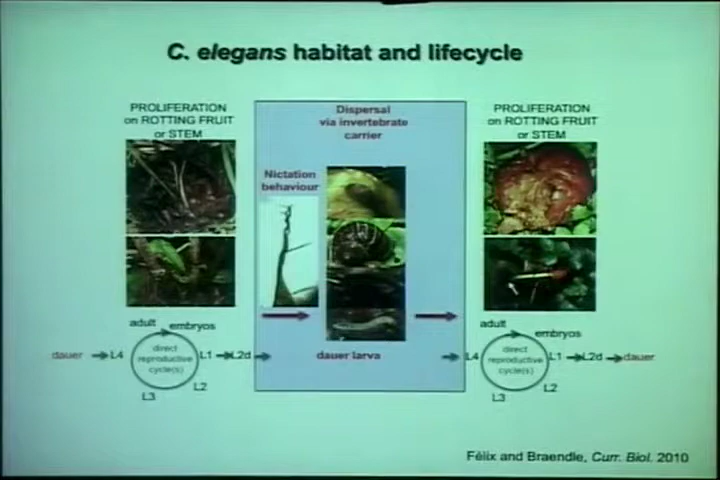 C. elegans habitat and lifecycle
PROLIFERATION
on ROTTING FRUIT
or STEM
Dispersal
via invertebrate
carrier
PROLIFERATION
on ROTTING FRUIT
or STEM
Nictation
behaviour
adult
embryos
direct
reproductive
cycle(s)
dauer
L4
L1
L2d
L2
L3
dauer larva
adult
embryos
direct
reproductive
cycle(s)
L4
L1
L2d
dauer
L2
L3
Félix and Braendle, Curr. Biol. 2010